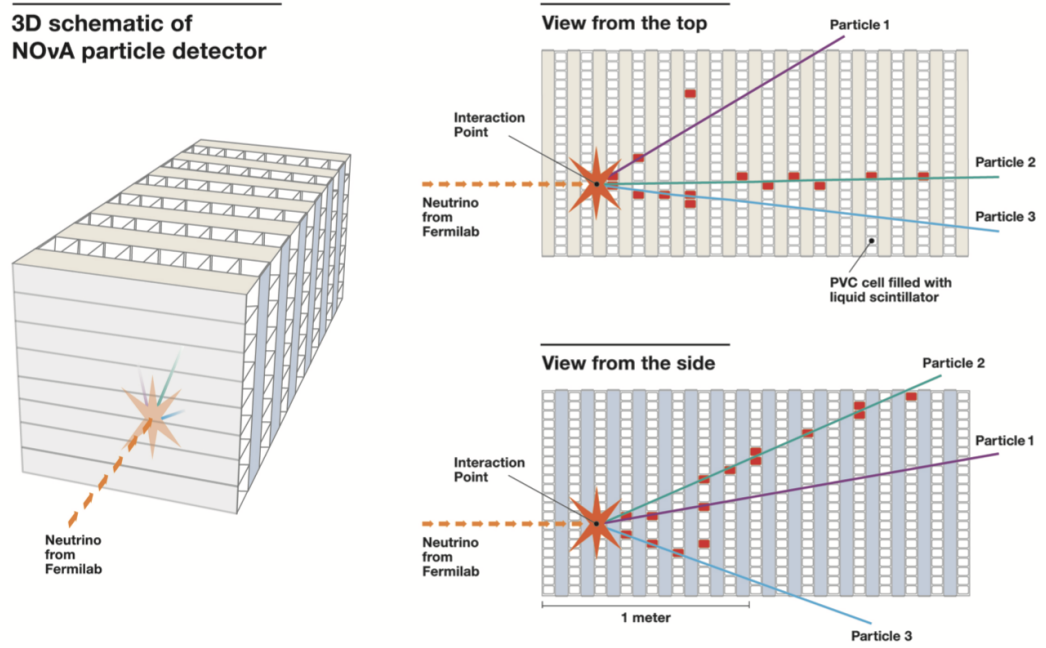 3D schematic of
NOvA particle detector
Neutrino
from
Fermilab
View from the top
Particle 1
Interaction
Point
Particle 2
Neutrino
from
Fermilab
Particle 3
PVC cell filled with
liquid scintillator
View from the side
Particle 2
Particle 1
Interaction
Point
Neutrino
from
Fermilab
1 meter
Particle 3